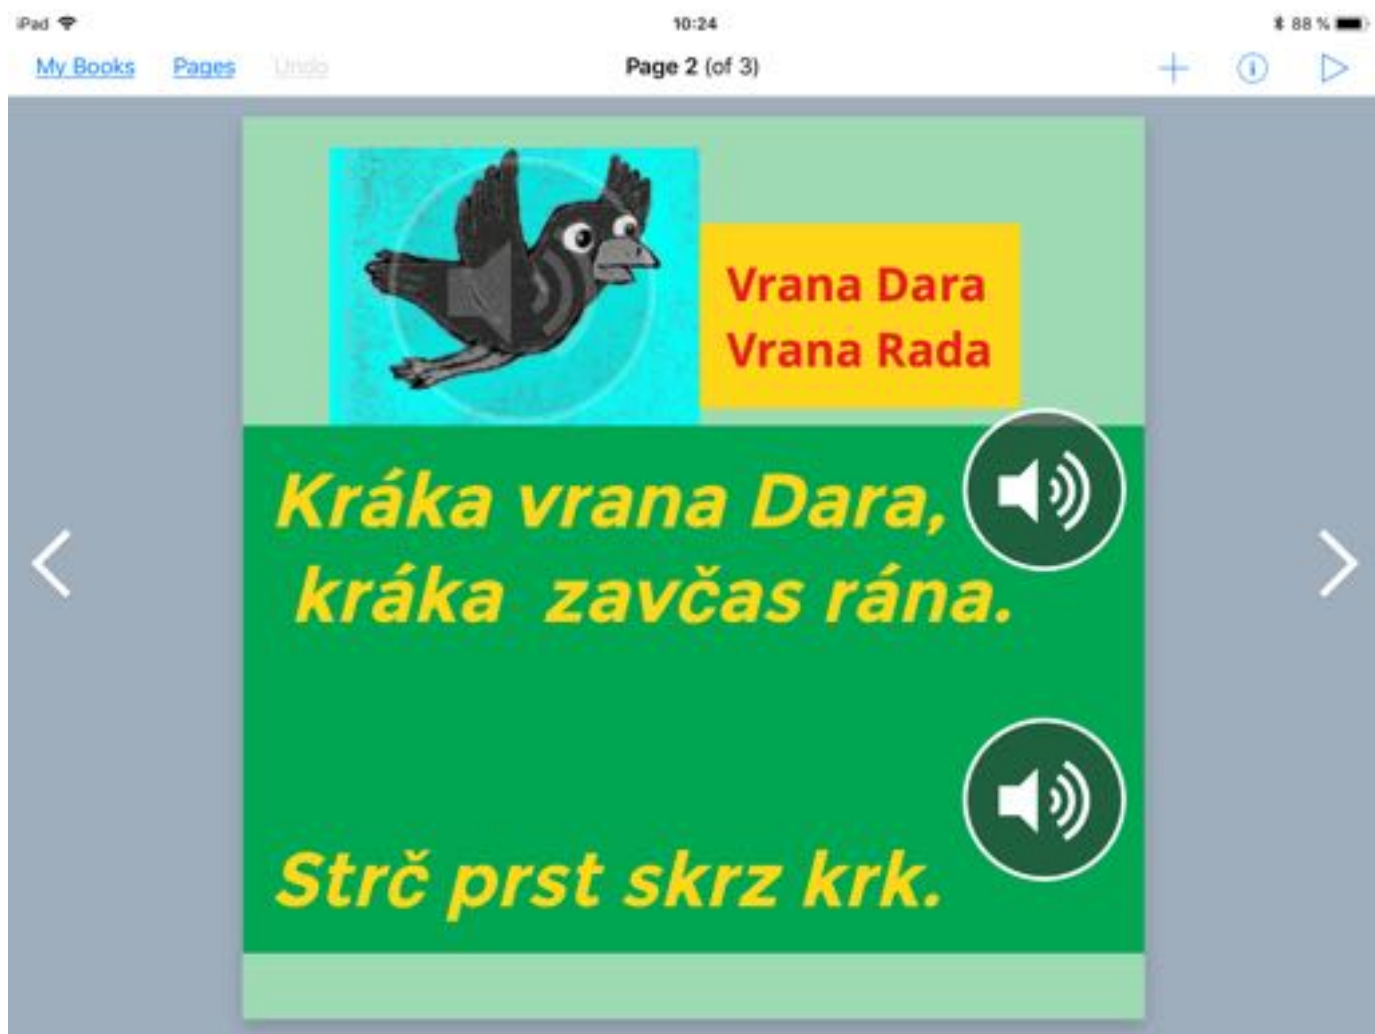 iPad 10:24 88 %
My Books Pages Undo Page 2 (of 3)
Vrana Dara
Vrana Rada
Kráka vrana Dara,
kráka zavčas rána.
Strč prst skrz krk.